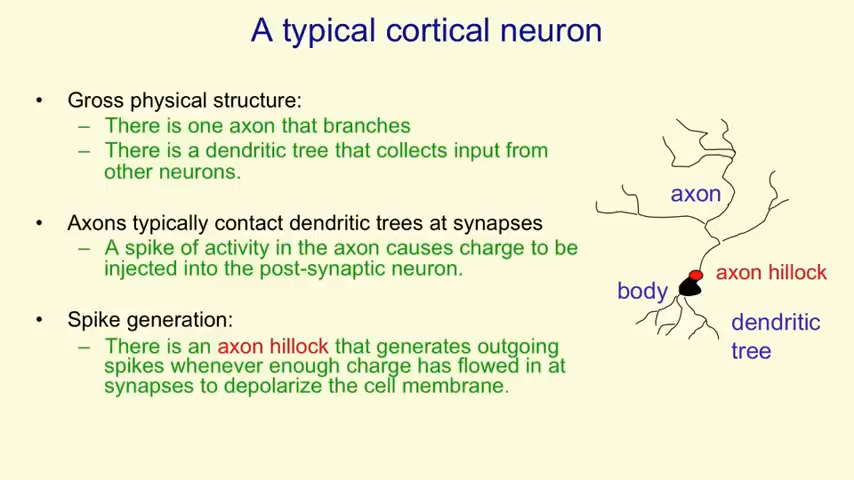 A typical cortical neuron
• Gross physical structure:
– There is one axon that branches
– There is a dendritic tree that collects input from
other neurons.
• Axons typically contact dendritic trees at synapses
– A spike of activity in the axon causes charge to be
injected into the post-synaptic neuron.
• Spike generation:
– There is an axon hillock that generates outgoing
spikes whenever enough charge has flowed in at
synapses to depolarize the cell membrane.
axon
axon hillock
body
dendritic
tree